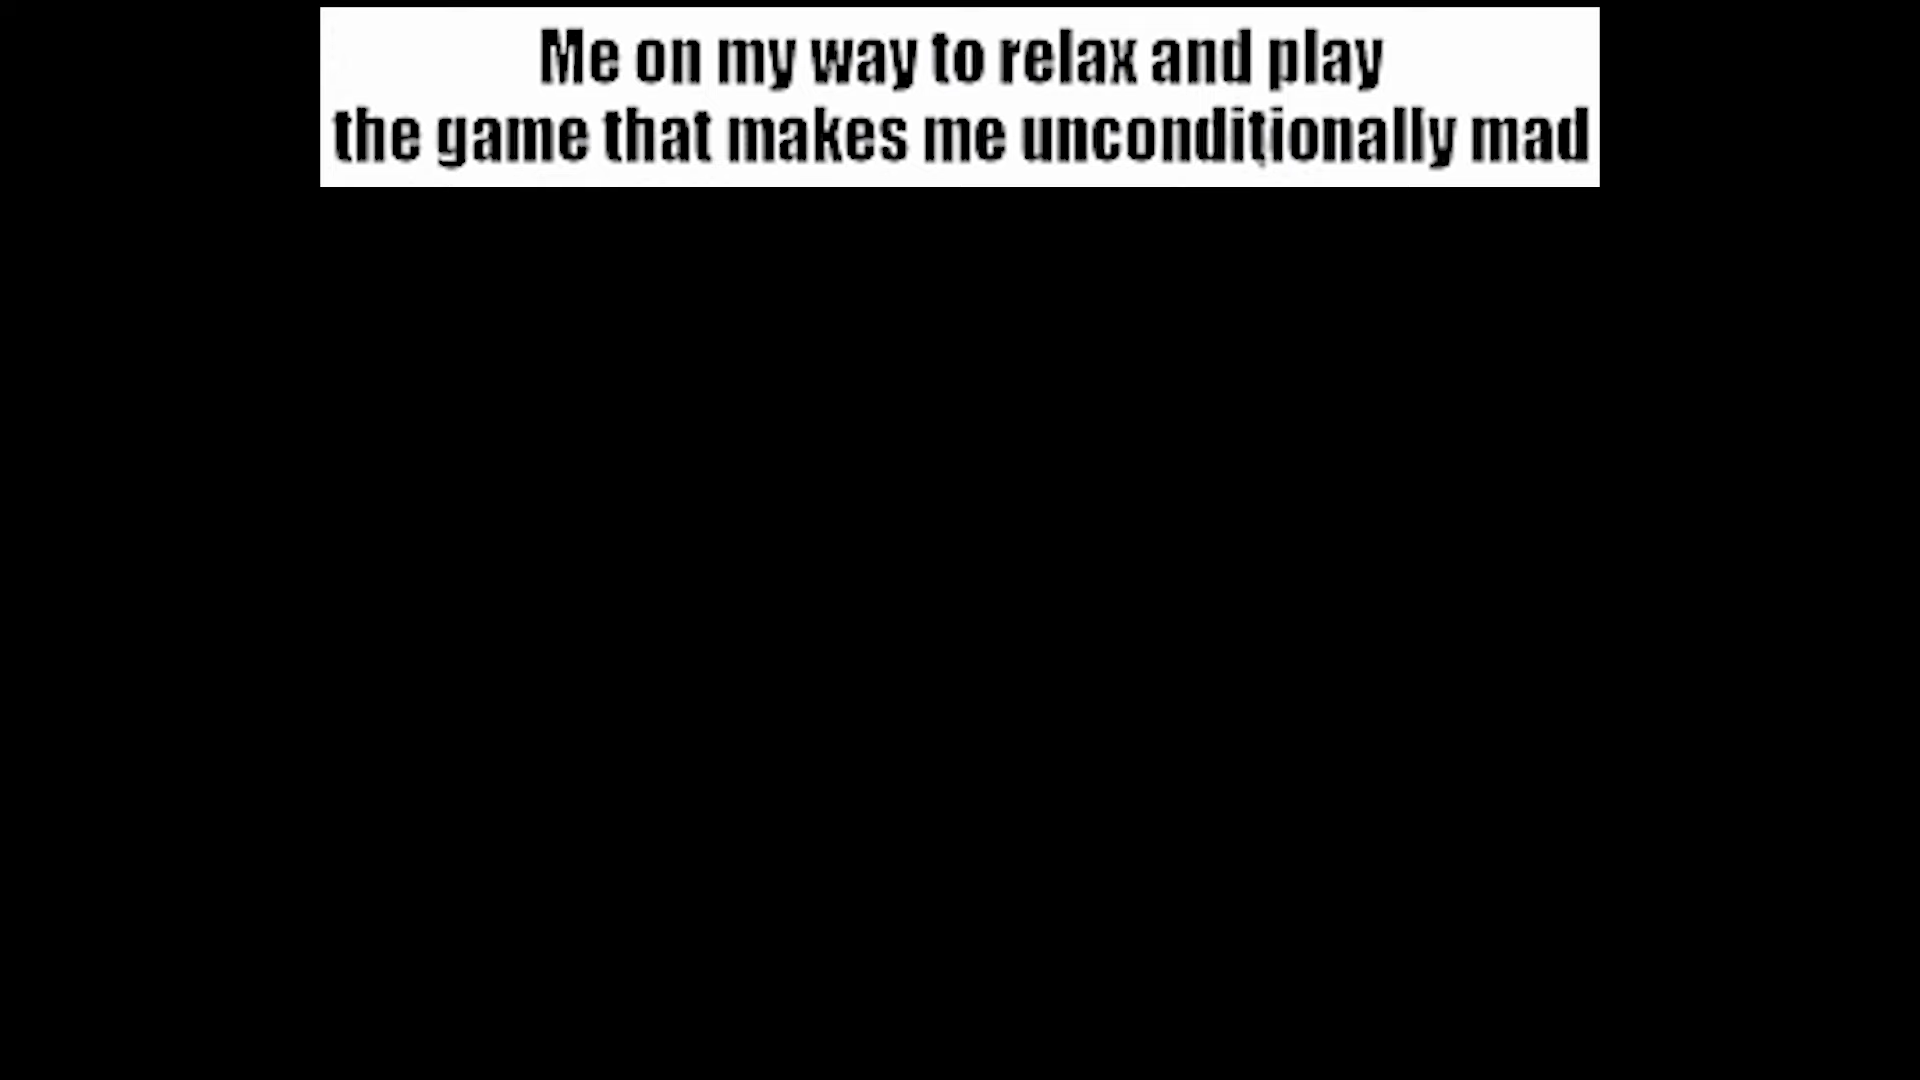 Me on my way to relax and play
the game that makes me unconditionally mad